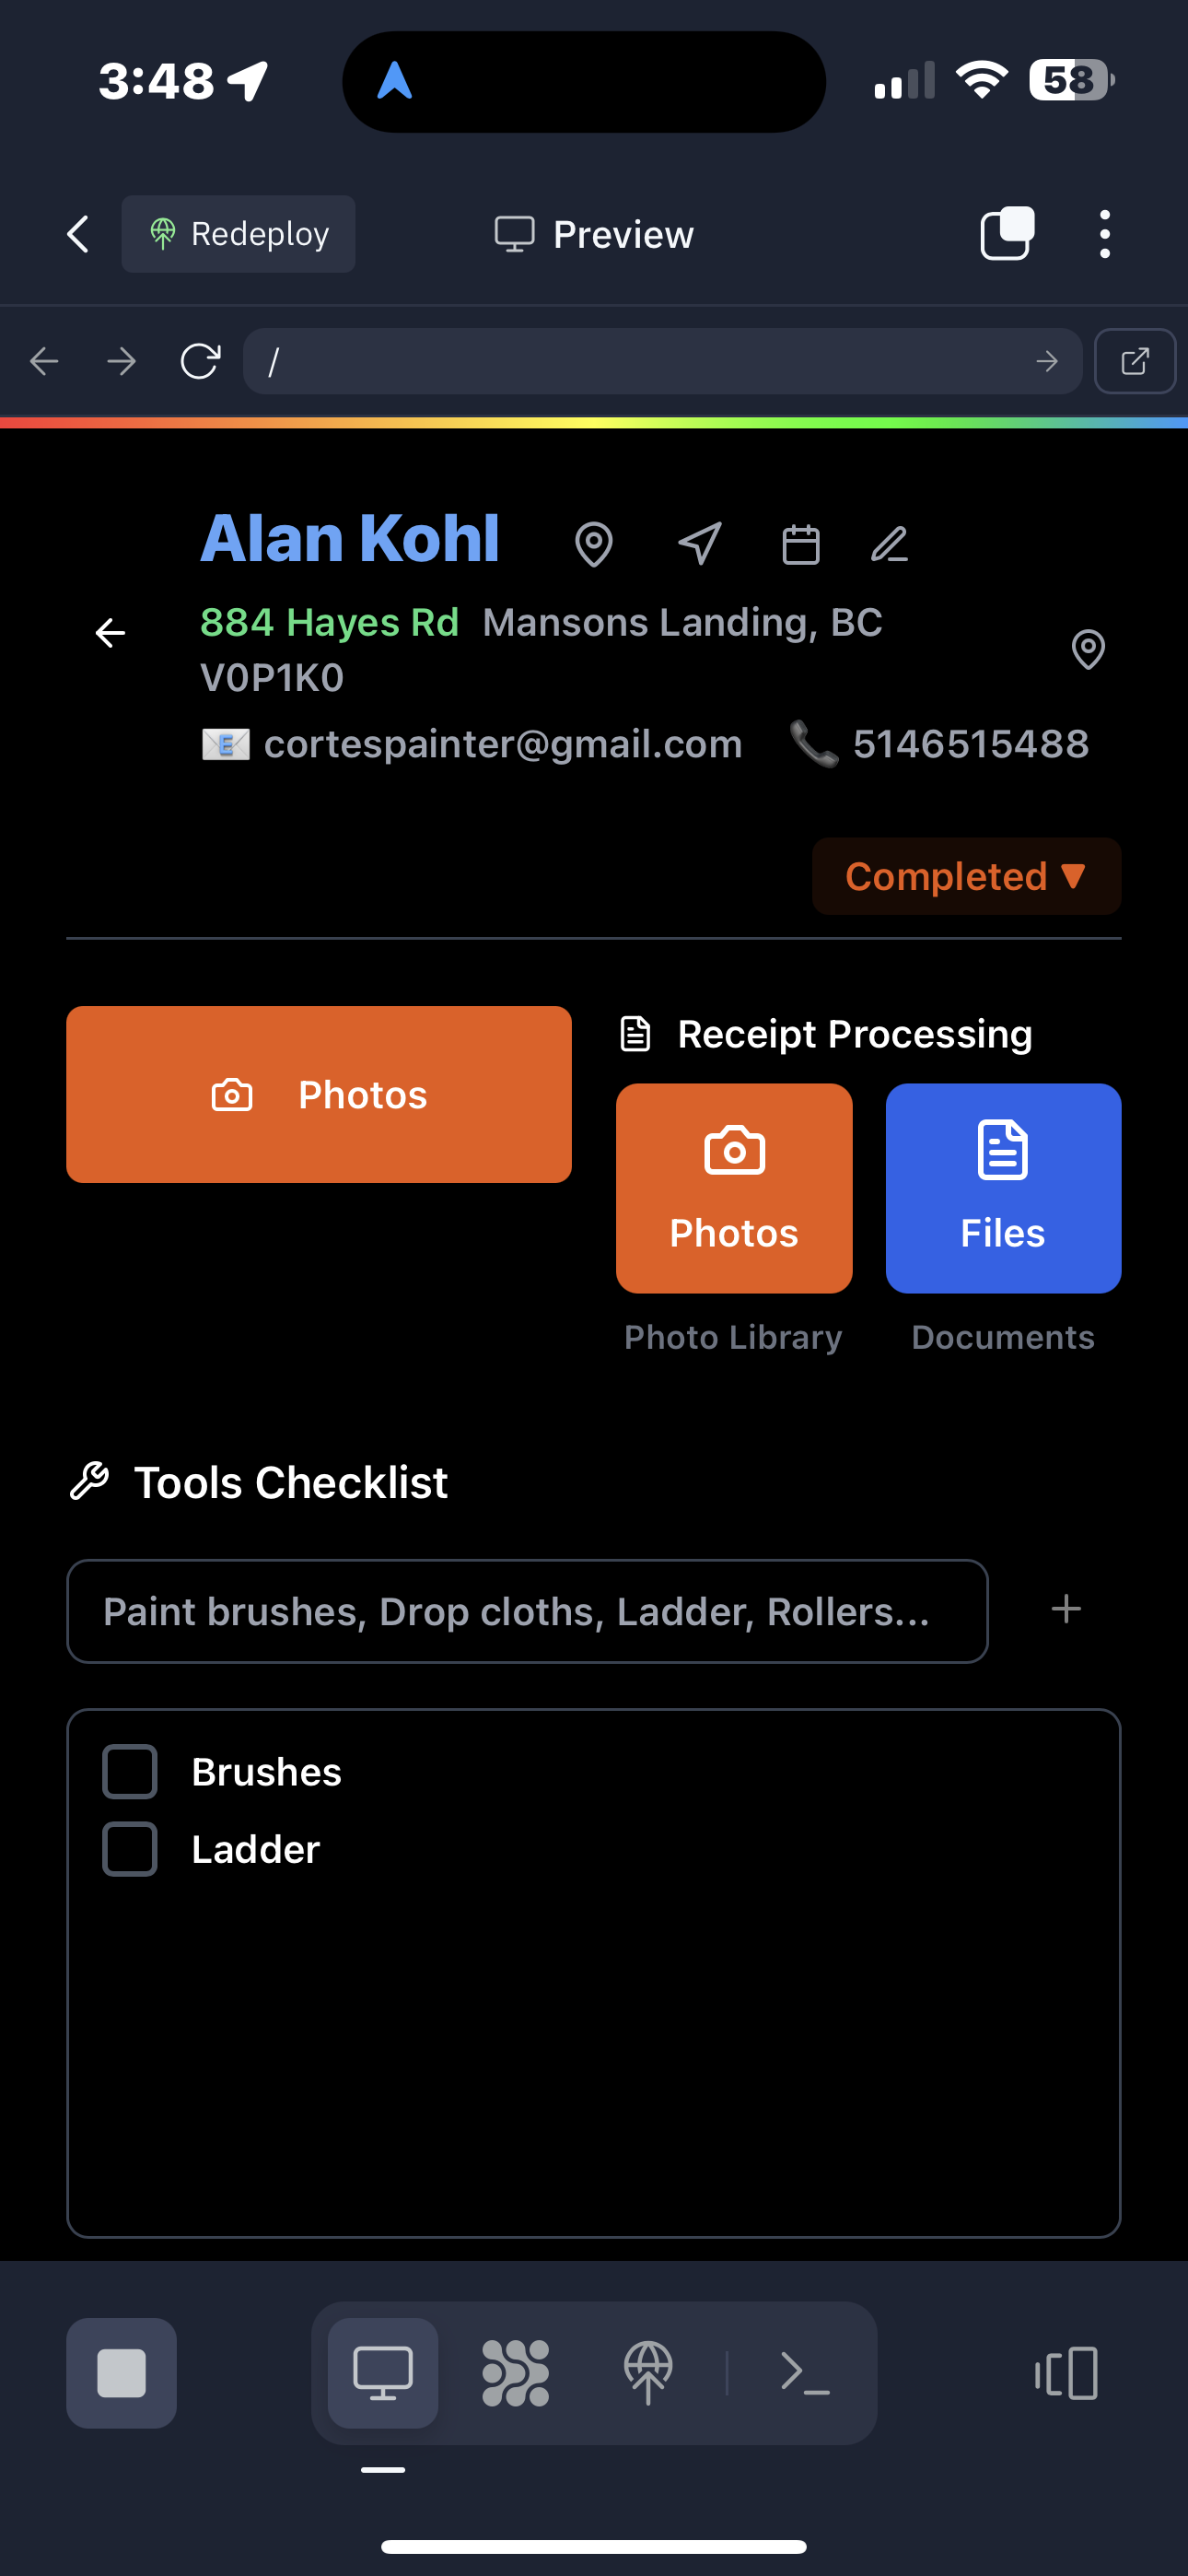 3:48
58
Redeploy
Preview
/
Alan Kohl
884 Hayes Rd Mansons Landing, BC
V0P1K0
cortespainter@gmail.com 5146515488
Completed ▼
Photos
Receipt Processing
Photos
Files
Photo Library
Documents
Tools Checklist
Paint brushes, Drop cloths, Ladder, Rollers...
Brushes
Ladder